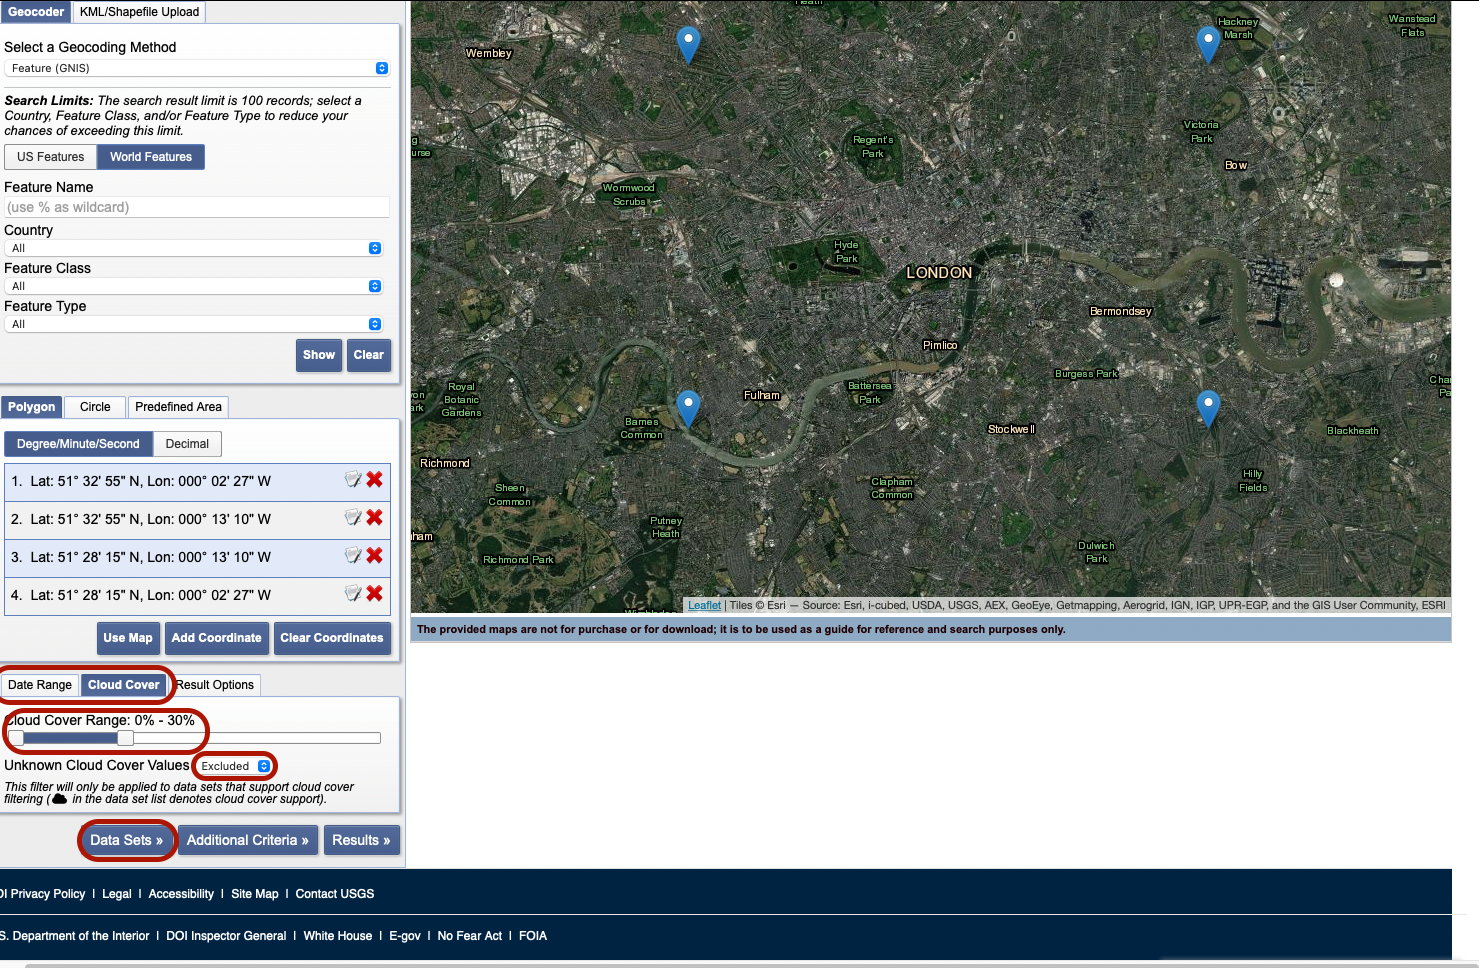 Geocoder
KML/Shapefile Upload
Select a Geocoding Method
Feature (GNIS)
Search Limits: The search result limit is 100 records; select a
Country, Feature Class, and/or Feature Type to reduce your
chances of exceeding this limit.
US Features
World Features
Feature Name
(use % as wildcard)
Country
All
Feature Class
All
Feature Type
All
Show
Clear
Polygon
Circle
Predefined Area
Degree/Minute/Second
Decimal
1. Lat: 51° 32' 55" N, Lon: 000° 02' 27" W
2. Lat: 51° 32' 55" N, Lon: 000° 13' 10" W
3. Lat: 51° 28' 15" N, Lon: 000° 13' 10" W
4. Lat: 51° 28' 15" N, Lon: 000° 02' 27" W
Use Map
Add Coordinate
Clear Coordinates
Date Range
Cloud Cover
Result Options
Cloud Cover Range: 0% - 30%
Unknown Cloud Cover Values
Excluded
This filter will only be applied to data sets that support cloud cover
filtering ( in the data set list denotes cloud cover support).
Data Sets »
Additional Criteria »
Results »
Heath
Wembley
Hackney
Marsh
Wanstead
Flats
Victoria
Park
Bow
Regent's
Park
g
urse
Wormwood
Scrubs
Hyde
Park
LONDON
Bermondsey
Pimlico
Burgess Park
Royal
Botanic
Gardens
on
ark
Battersea
Park
Fulham
Barnes
Common
Stockwell
Char
Pa
Blackheath
Richmond
Sheen
Common
Clapham
Common
Hilly
Fields
Putney
Heath
ham
Richmond Park
Dulwich
Park
Wimbledon
Leaflet | Tiles © Esri — Source: Esri, i-cubed, USDA, USGS, AEX, GeoEye, Getmapping, Aerogrid, IGN, IGP, UPR-EGP, and the GIS User Community, ESRI
The provided maps are not for purchase or for download; it is to be used as a guide for reference and search purposes only.
OI Privacy Policy | Legal | Accessibility | Site Map | Contact USGS
S. Department of the Interior | DOI Inspector General | White House | E-gov | No Fear Act | FOIA